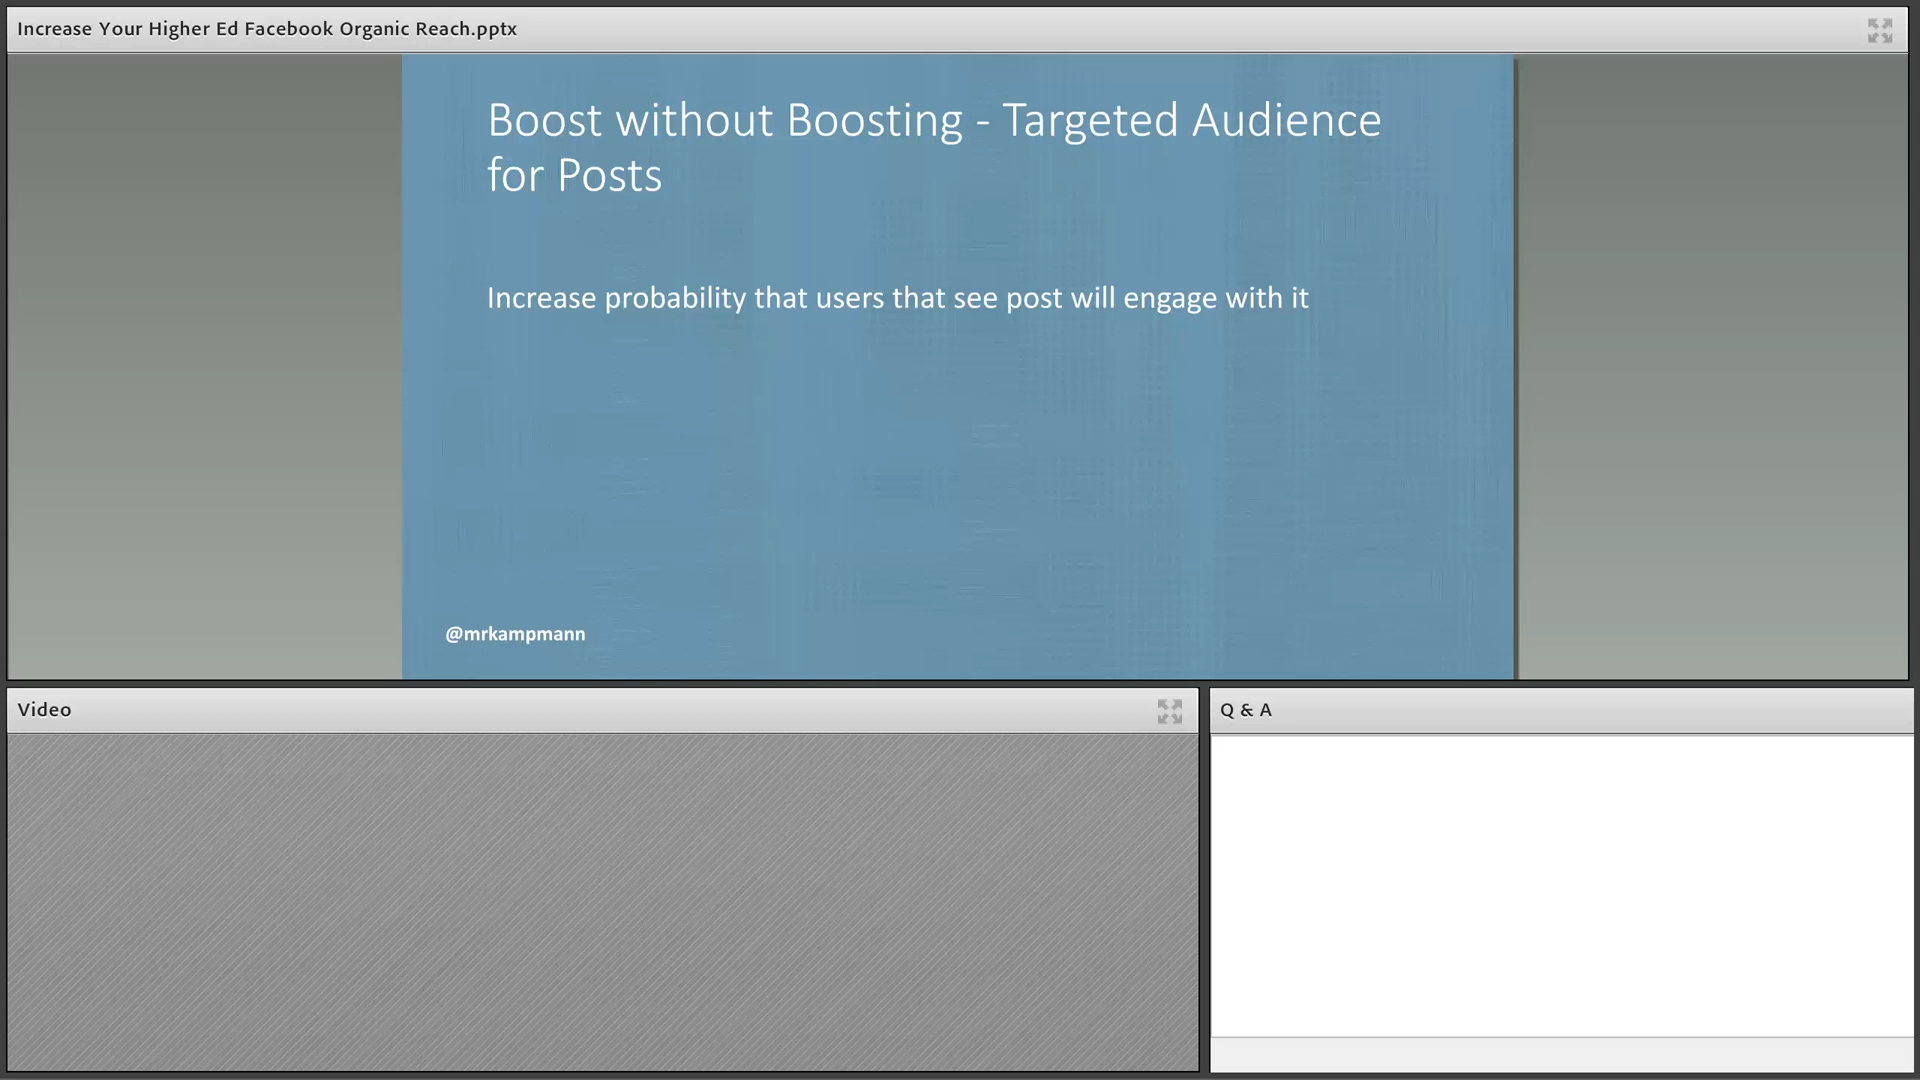 Increase Your Higher Ed Facebook Organic Reach.pptx
Boost without Boosting - Targeted Audience
for Posts
Increase probability that users that see post will engage with it
@mrkampmann
Video
Q & A